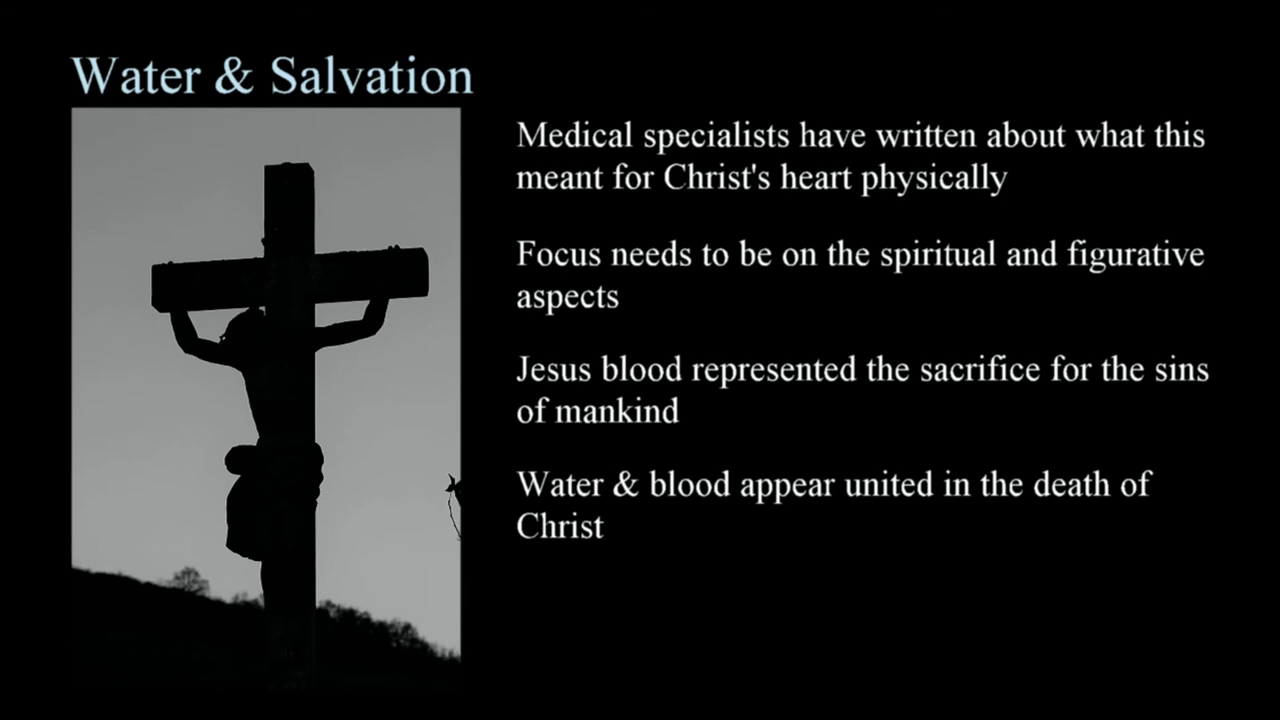 Water & Salvation
Medical specialists have written about what this
meant for Christ's heart physically
Focus needs to be on the spiritual and figurative
aspects
Jesus blood represented the sacrifice for the sins
of mankind
Water & blood appear united in the death of
Christ